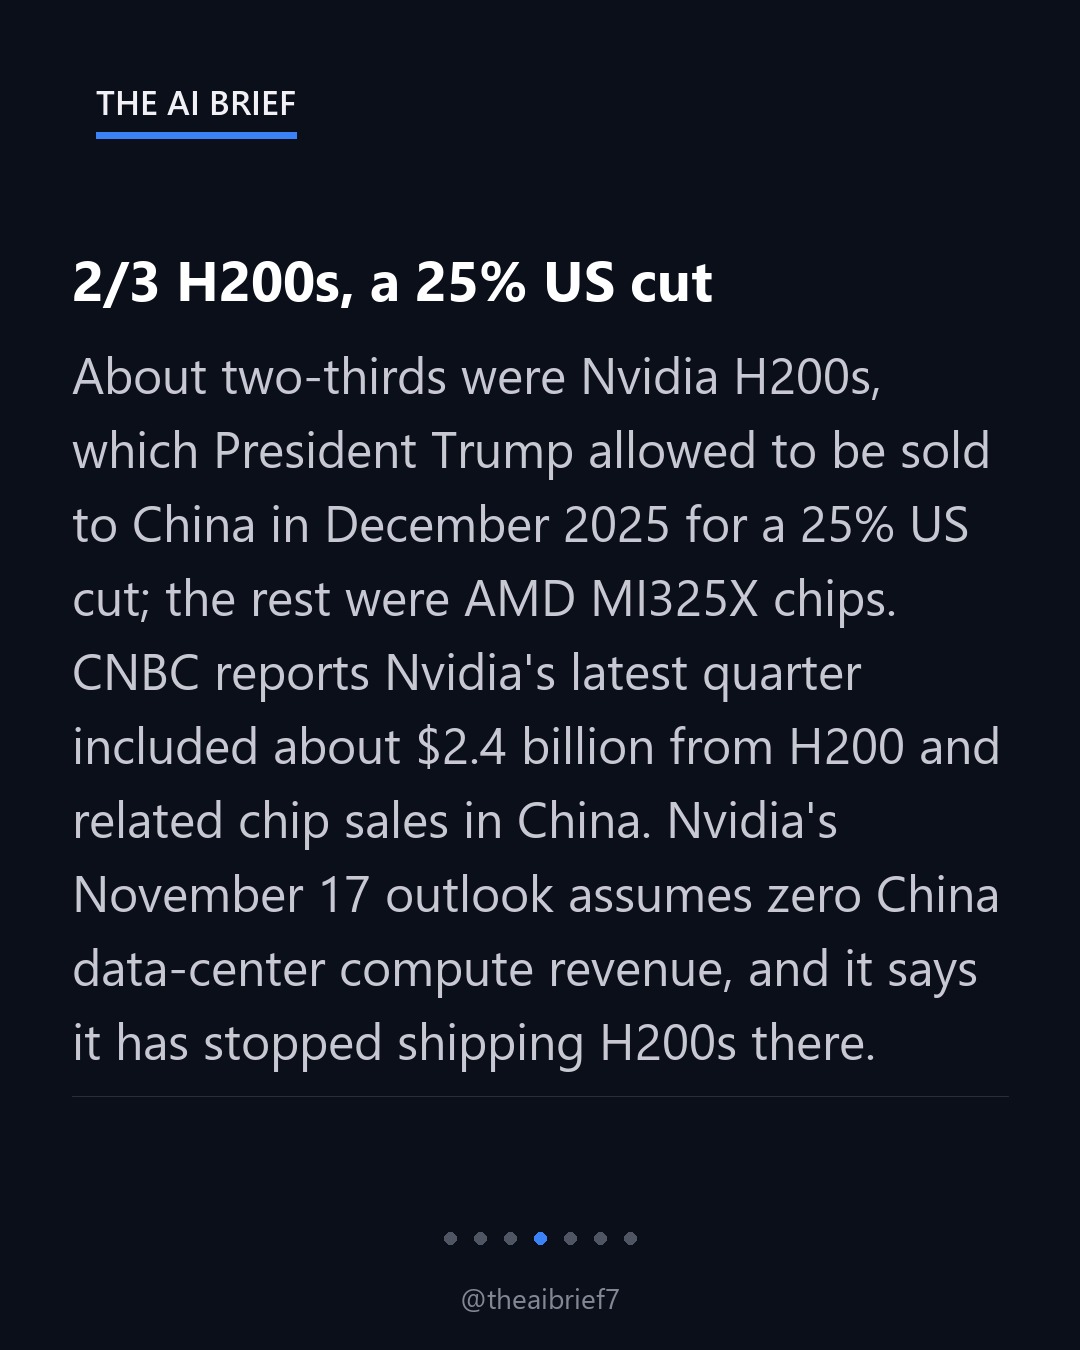 THE AI BRIEF
2/3 H200s, a 25% US cut
About two-thirds were Nvidia H200s,
which President Trump allowed to be sold
to China in December 2025 for a 25% US
cut; the rest were AMD MI325X chips.
CNBC reports Nvidia's latest quarter
included about $2.4 billion from H200 and
related chip sales in China. Nvidia's
November 17 outlook assumes zero China
data-center compute revenue, and it says
it has stopped shipping H200s there.
@theaibrief7